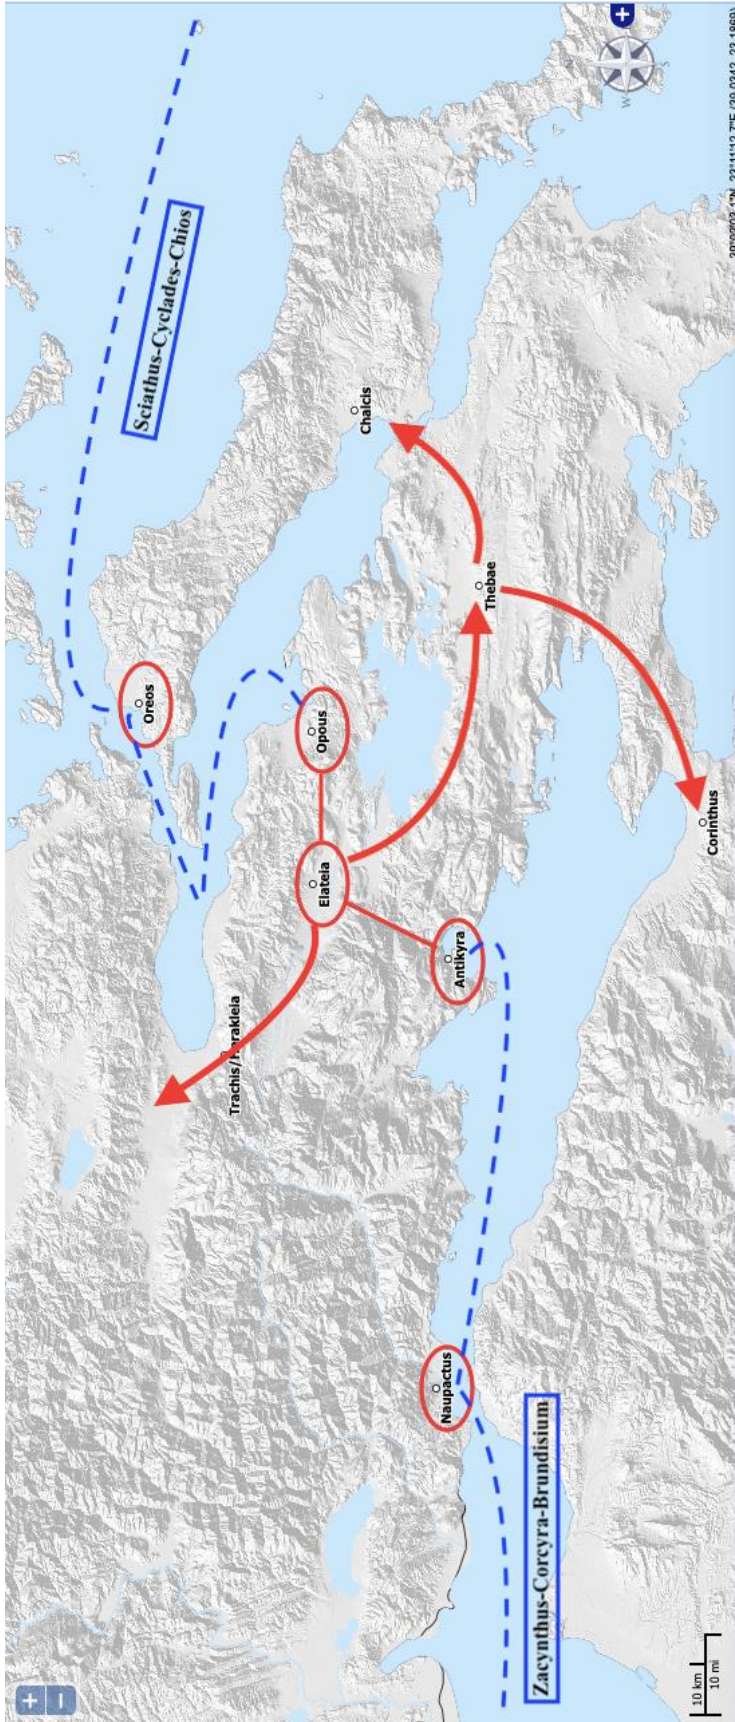 +
−
Oreos
Sciathus-Cyclades-Chios
Trachis/Herakleia
Elateia
Opous
Chalcis
Naupactus
Antikyra
Thebae
Zacynthus-Corcyra-Brundisium
W
S
+
Corinthus
10 km
10 mi